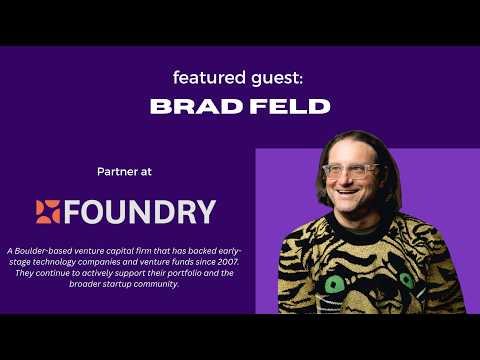 featured guest:
BRAD FELD
Partner at
FOUNDRY
A Boulder-based venture capital firm that has backed early-
stage technology companies and venture funds since 2007.
They continue to actively support their portfolio and the
broader startup community.